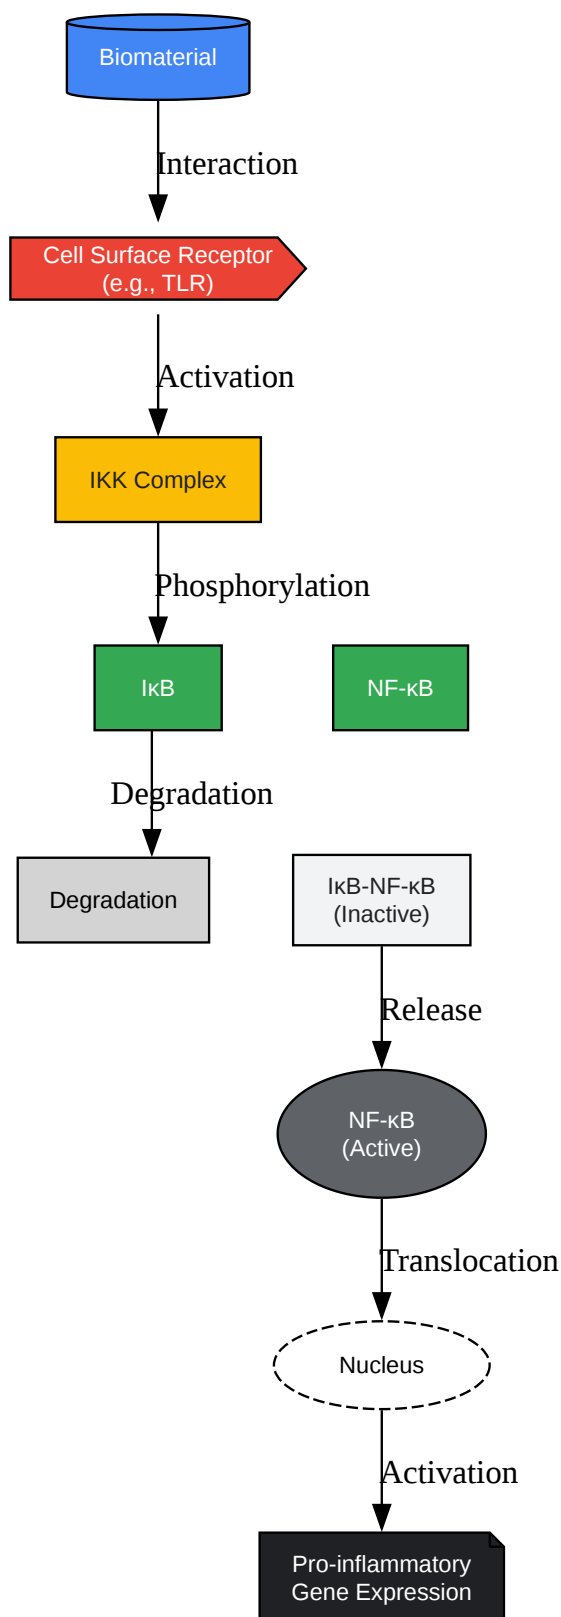 Biomaterial
Interaction
Cell Surface Receptor
(e.g., TLR)
Activation
IKK Complex
Phosphorylation
IκB
NF-κB
Degradation
Degradation
IκB-NF-κB
(Inactive)
Release
NF-κB
(Active)
Translocation
Nucleus
Activation
Pro-inflammatory
Gene Expression